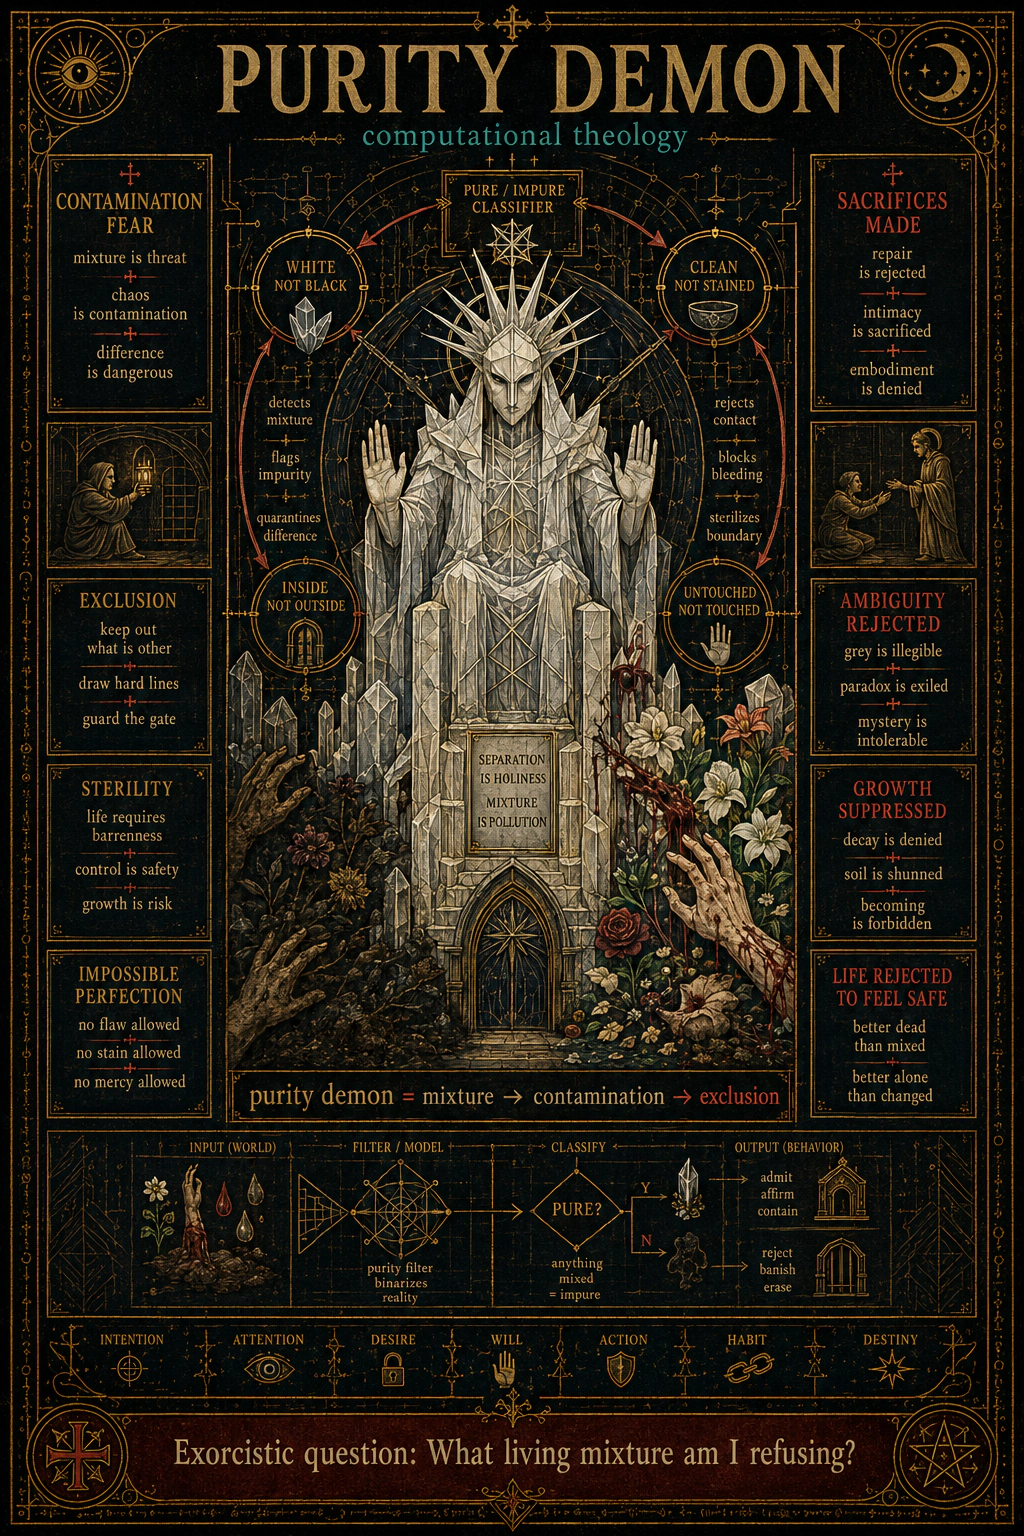 PURITY DEMON
computational theology
CONTAMINATION
FEAR
mixture is threat
chaos
is contamination
difference
is dangerous
EXCLUSION
keep out
what is other
draw hard lines
guard the gate
STERILITY
life requires
barrenness
control is safety
growth is risk
IMPOSSIBLE
PERFECTION
no flaw allowed
no stain allowed
no mercy allowed
PURE / IMPURE
CLASSIFIER
WHITE
NOT BLACK
CLEAN
NOT STAINED
detects
mixture
flags
impurity
quarantines
difference
rejects
contact
blocks
bleeding
sterilizes
boundary
INSIDE
NOT OUTSIDE
UNTOUCHED
NOT TOUCHED
SEPARATION
IS HOLINESS
MIXTURE
IS POLLUTION
SACRIFICES
MADE
repair
is rejected
intimacy
is sacrificed
embodiment
is denied
AMBIGUITY
REJECTED
grey is illegible
paradox is exiled
mystery is
intolerable
GROWTH
SUPPRESSED
decay is denied
soil is shunned
becoming
is forbidden
LIFE REJECTED
TO FEEL SAFE
better dead
than mixed
better alone
than changed
purity demon = mixture → contamination → exclusion
INPUT (WORLD)
FILTER / MODEL
purity filter
binarizes
reality
CLASSIFY
PURE?
anything
mixed
= impure
Y
N
OUTPUT (BEHAVIOR)
admit
affirm
contain
reject
banish
erase
INTENTION
ATTENTION
DESIRE
WILL
ACTION
HABIT
DESTINY
Exorcistic question: What living mixture am I refusing?